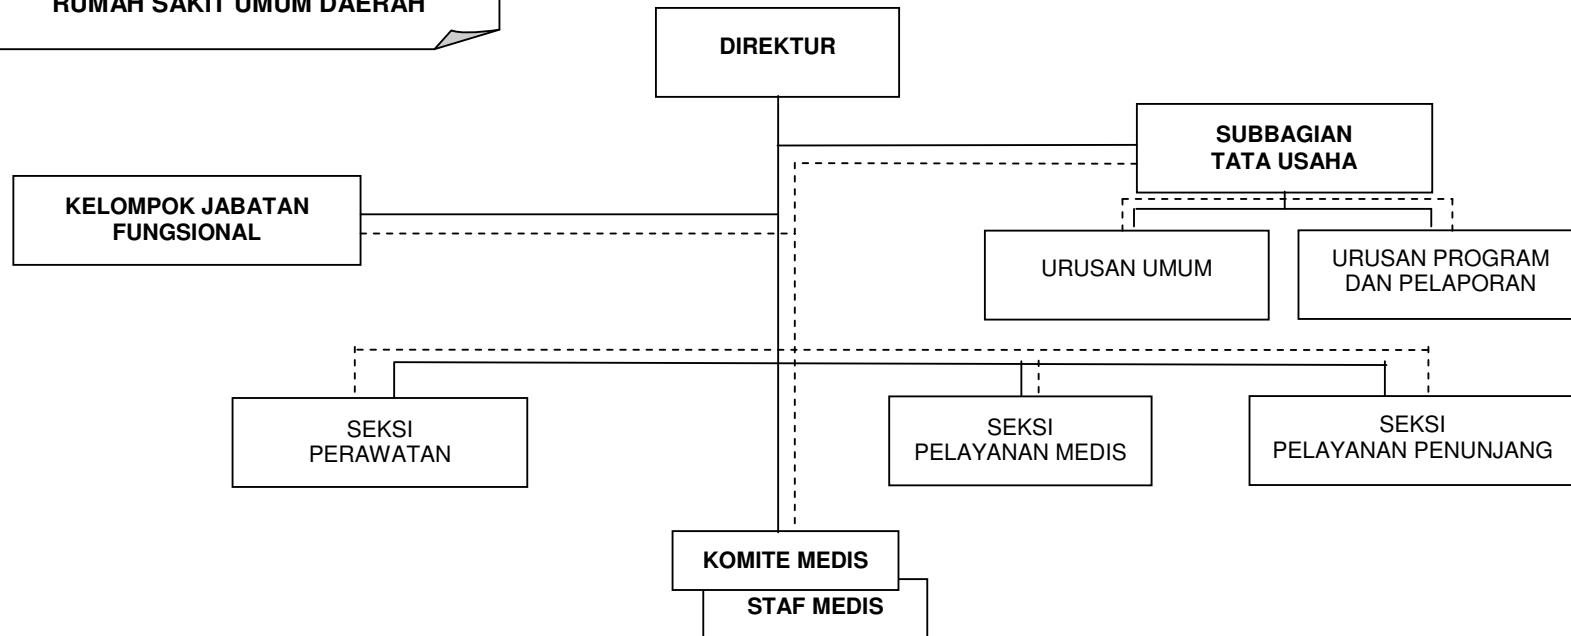 RUMAH SAKIT UMUM DAERAH
DIREKTUR
SUBBAGIAN
TATA USAHA
KELOMPOK JABATAN
FUNGSIONAL
URUSAN UMUM
URUSAN PROGRAM
DAN PELAPORAN
SEKSI
PERAWATAN
SEKSI
PELAYANAN MEDIS
SEKSI
PELAYANAN PENUNJANG
KOMITE MEDIS
STAF MEDIS